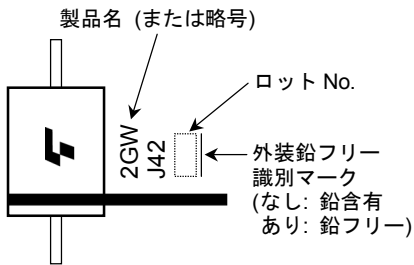 製品名 (または略号)
ロット No.
2GW
J42
外装鉛フリー
識別マーク
(なし: 鉛含有
あり: 鉛フリー)